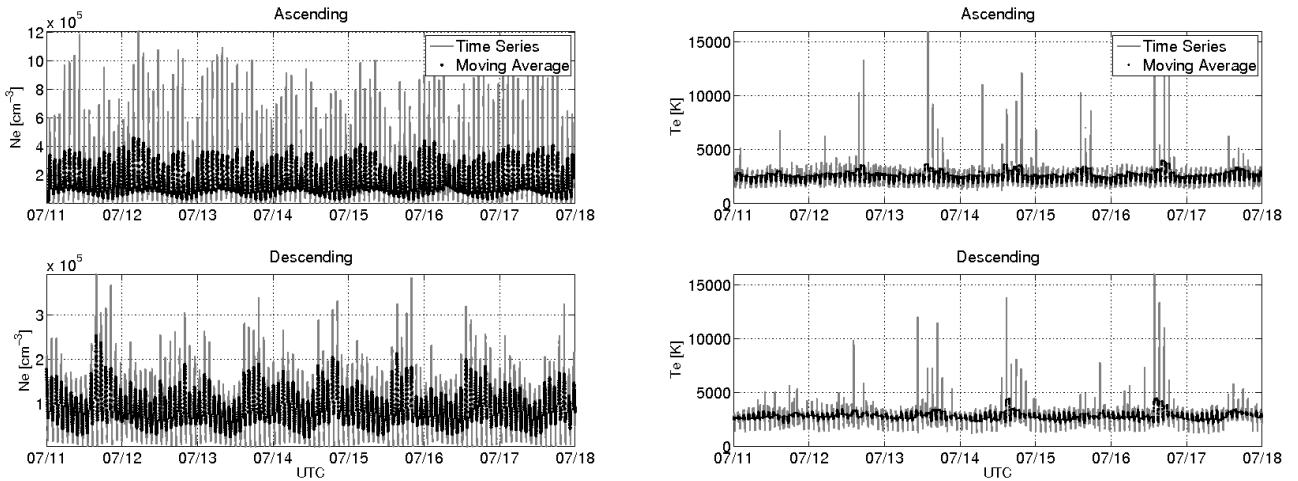 Ascending
x 10⁵
12
10
8
6
4
2
Ne [cm⁻³]
Time Series
Moving Average
07/11 07/12 07/13 07/14 07/15 07/16 07/17 07/18
Ascending
15000
10000
5000
0
Te [K]
Time Series
Moving Average
07/11 07/12 07/13 07/14 07/15 07/16 07/17 07/18
Descending
x 10⁵
3
2
1
Ne [cm⁻³]
07/11 07/12 07/13 07/14 07/15 07/16 07/17 07/18
UTC
Descending
15000
10000
5000
0
Te [K]
07/11 07/12 07/13 07/14 07/15 07/16 07/17 07/18
UTC